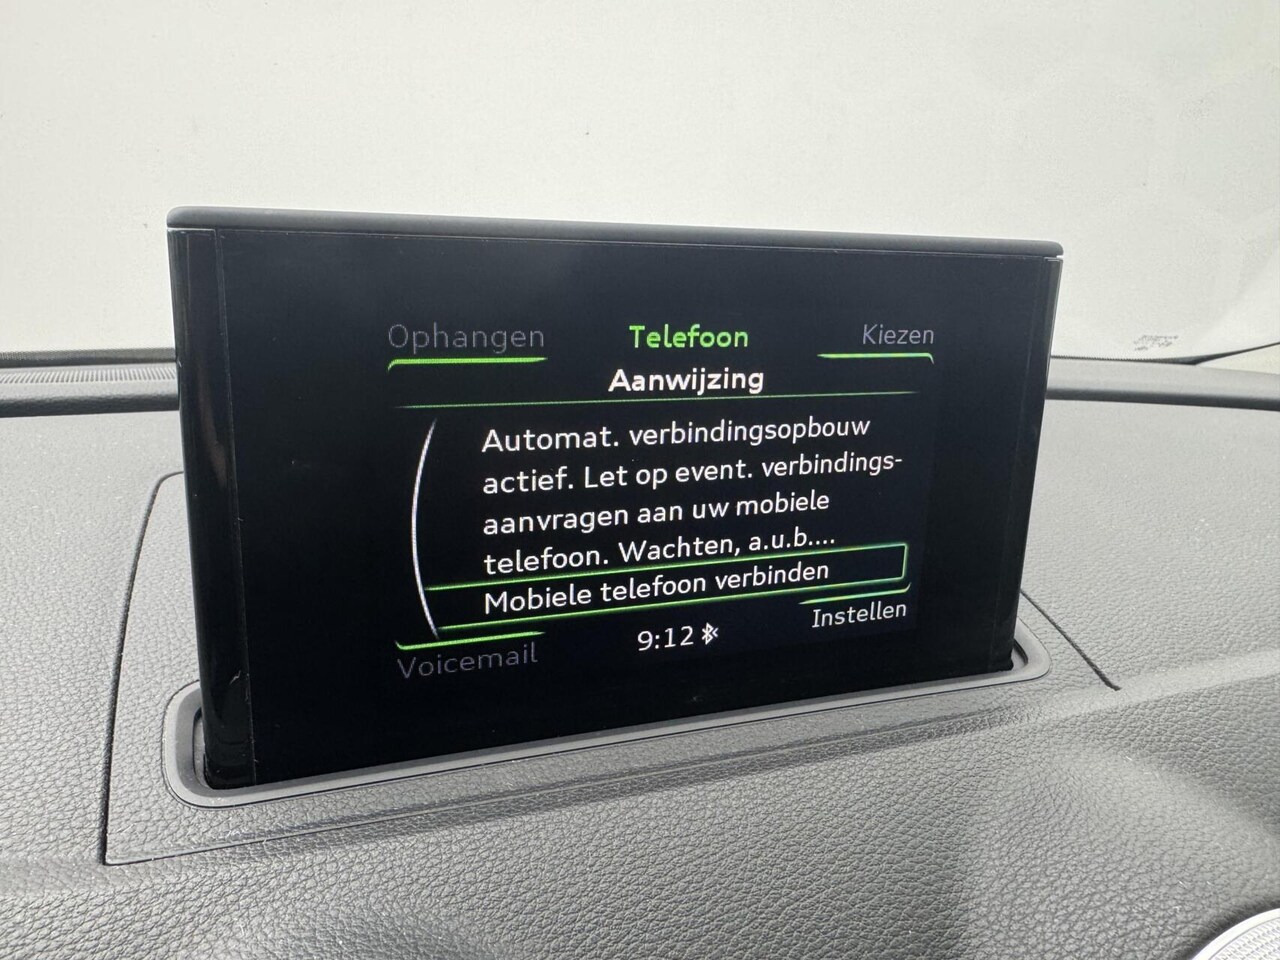 Ophangen Telefoon Kiezen
Aanwijzing
Automat. verbindingsopbouw
actief. Let op event. verbindings-
aanvragen aan uw mobiele
telefoon. Wachten, a.u.b....
Mobiele telefoon verbinden
Voicemail 9:12 Instellen